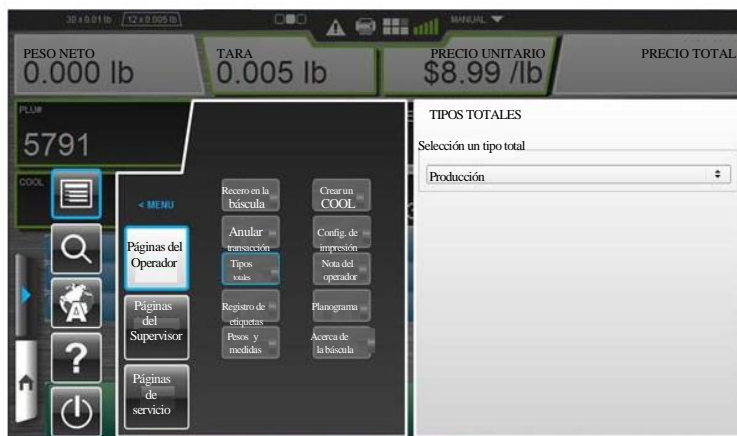 30 x 0.01 lb
12 x 0.005 lb
MANUAL
PESO NETO
0.000 lb
TARA
0.005 lb
PRECIO UNITARIO
$8.99 /lb
PRECIO TOTAL
PLU#
5791
COOL
< MENU
Páginas del
Operador
Páginas
del
Supervisor
Páginas
de
servicio
Recero en la
báscula
Crear un
COOL
Anular
transacción
Config. de
impresión
Tipos
totales
Nota del
operador
Registro de
etiquetas
Planograma
Pesos y
medidas
Acerca de
la báscula
TIPOS TOTALES
Selección un tipo total
Producción
A
?